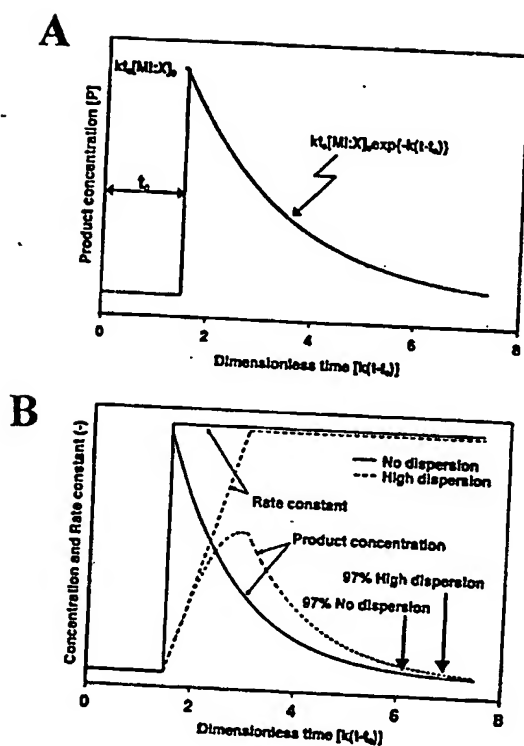 A
Product concentration [P]
kt₀[MI:X]₀
kt₀[MI:X]₀exp{-k(t-t₀)}
0 2 4 6 8
Dimensionless time [k(t-t₀)]
B
Concentration and Rate constant (-)
No dispersion
High dispersion
Rate constant
Product concentration
97% High dispersion
97% No dispersion
0 2 4 6 8
Dimensionless time [k(t-t₀)]